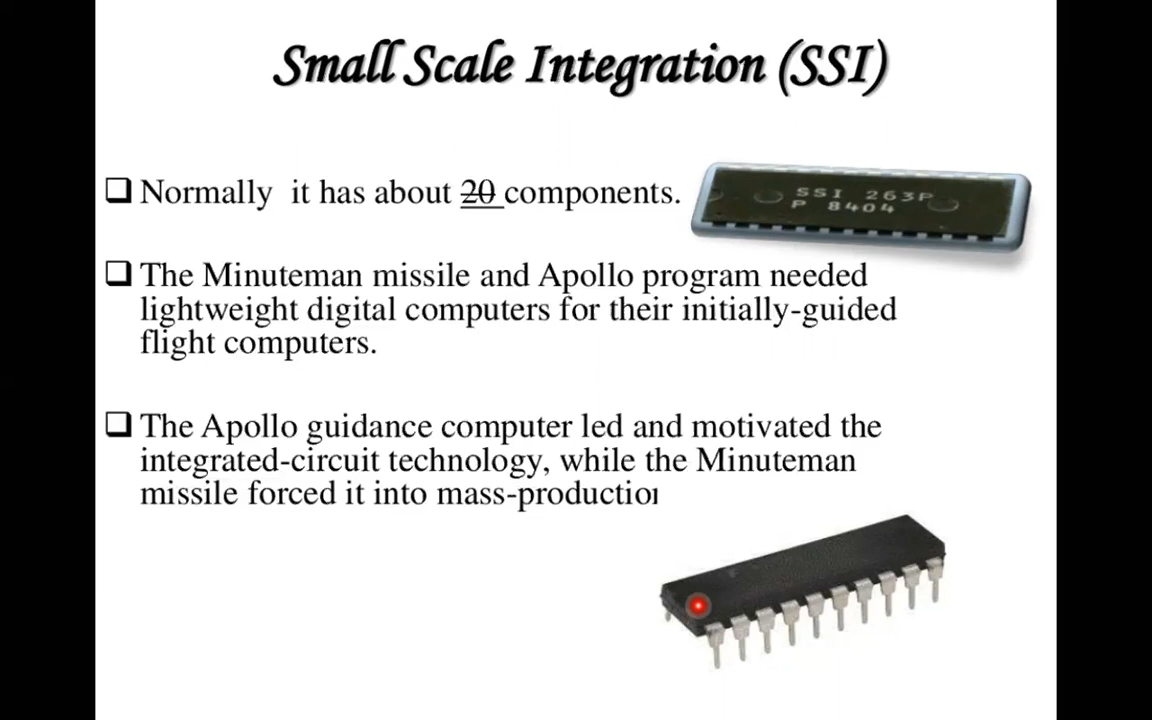 Small Scale Integration (SSI)
Normally it has about 20 components.
SSI 263P
P 8404
The Minuteman missile and Apollo program needed
lightweight digital computers for their initially-guided
flight computers.
The Apollo guidance computer led and motivated the
integrated-circuit technology, while the Minuteman
missile forced it into mass-production